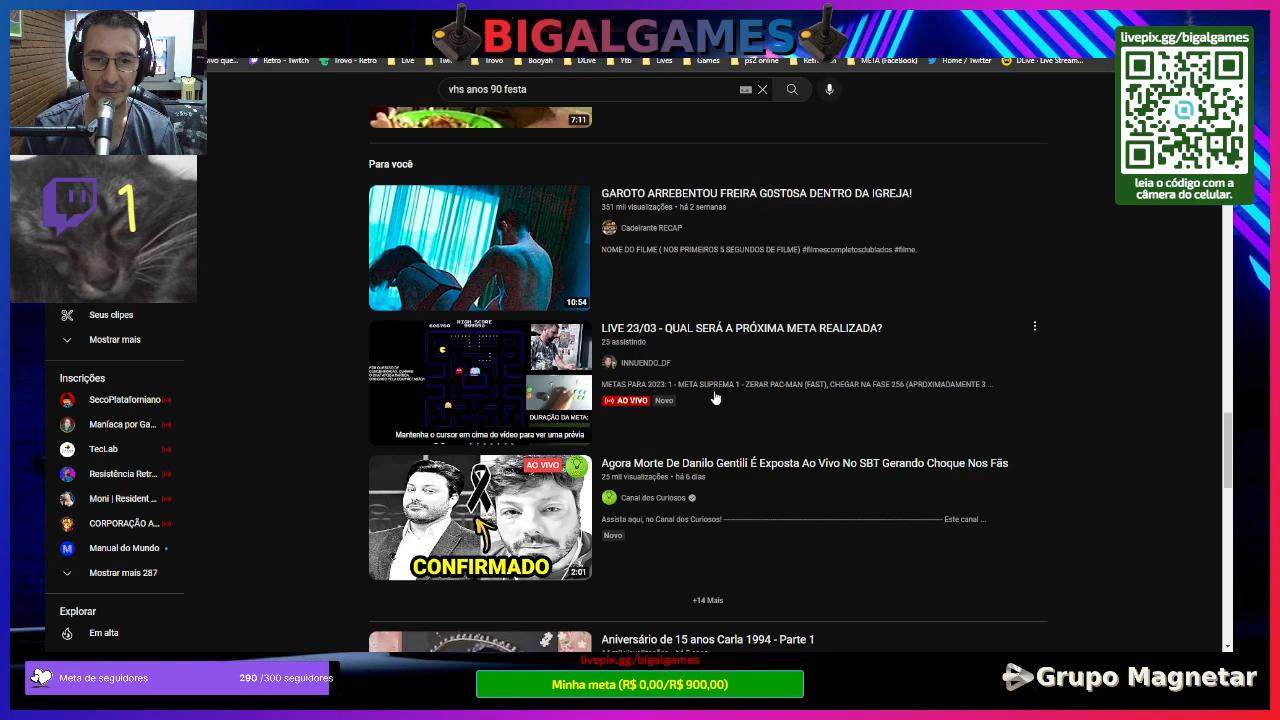 BIGALGAMES
livepix.gg/bigalgames
leia o código com a
câmera do celular.
Retro - Twitch
Trovo - Retro
Live
Trovo
Booyah
DLive
Ytb
Lives
Games
ps2 online
META (FaceBook)
Home / Twitter
DLive · Live Stream...
vhs anos 90 festa
7:11
1
Para você
GAROTO ARREBENTOU FREIRA G0ST0SA DENTRO DA IGREJA!
351 mil visualizações • há 2 semanas
Cadeirante RECAP
NOME DO FILME ( NOS PRIMEIROS 5 SEGUNDOS DE FILME) #filmescompletosdublados #filme.
10:54
Seus clipes
Mostrar mais
Inscrições
SecoPlataforniano
Maníaca por Ga...
TecLab
Resistência Retr...
Moni | Resident ...
CORPORAÇÃO A...
Manual do Mundo
Mostrar mais 287
Explorar
Em alta
HIGH SCORE
999990
DURAÇÃO DA META:
Mantenha o cursor em cima do vídeo para ver uma prévia
LIVE 23/03 - QUAL SERÁ A PRÓXIMA META REALIZADA?
25 assistindo
INNUENDO_DF
METAS PARA 2023: 1 - META SUPREMA 1 - ZERAR PAC-MAN (FAST), CHEGAR NA FASE 256 (APROXIMADAMENTE 3 ...
AO VIVO Novo
AO VIVO
CONFIRMADO
2:01
Agora Morte De Danilo Gentili É Exposta Ao Vivo No SBT Gerando Choque Nos Fãs
25 mil visualizações • há 6 dias
Canal dos Curiosos
Assista aqui, no Canal dos Curiosos! Este canal ...
Novo
+14 Mais
Aniversário de 15 anos Carla 1994 - Parte 1
livepix.gg/bigalgames
Meta de seguidores 290 /300 seguidores
Minha meta (R$ 0,00/R$ 900,00)
Grupo Magnetar